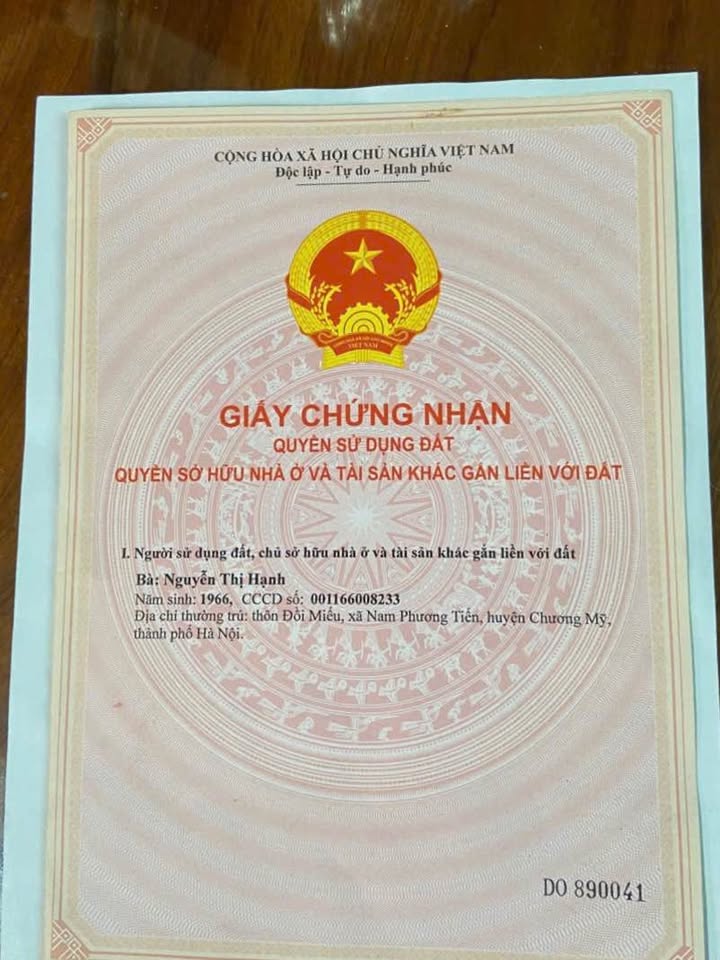 CỘNG HÒA XÃ HỘI CHỦ NGHĨA VIỆT NAM
Độc lập - Tự do - Hạnh phúc
VIỆT NAM
GIẤY CHỨNG NHẬN
QUYỀN SỬ DỤNG ĐẤT
QUYỀN SỞ HỮU NHÀ Ở VÀ TÀI SẢN KHÁC GẮN LIỀN VỚI ĐẤT
I. Người sử dụng đất, chủ sở hữu nhà ở và tài sản khác gắn liền với đất
Bà: Nguyễn Thị Hạnh
Năm sinh: 1966, CCCD số: 001166008233
Địa chỉ thường trú: thôn Đồi Miếu, xã Nam Phương Tiến, huyện Chương Mỹ,
thành phố Hà Nội.
DO 890041